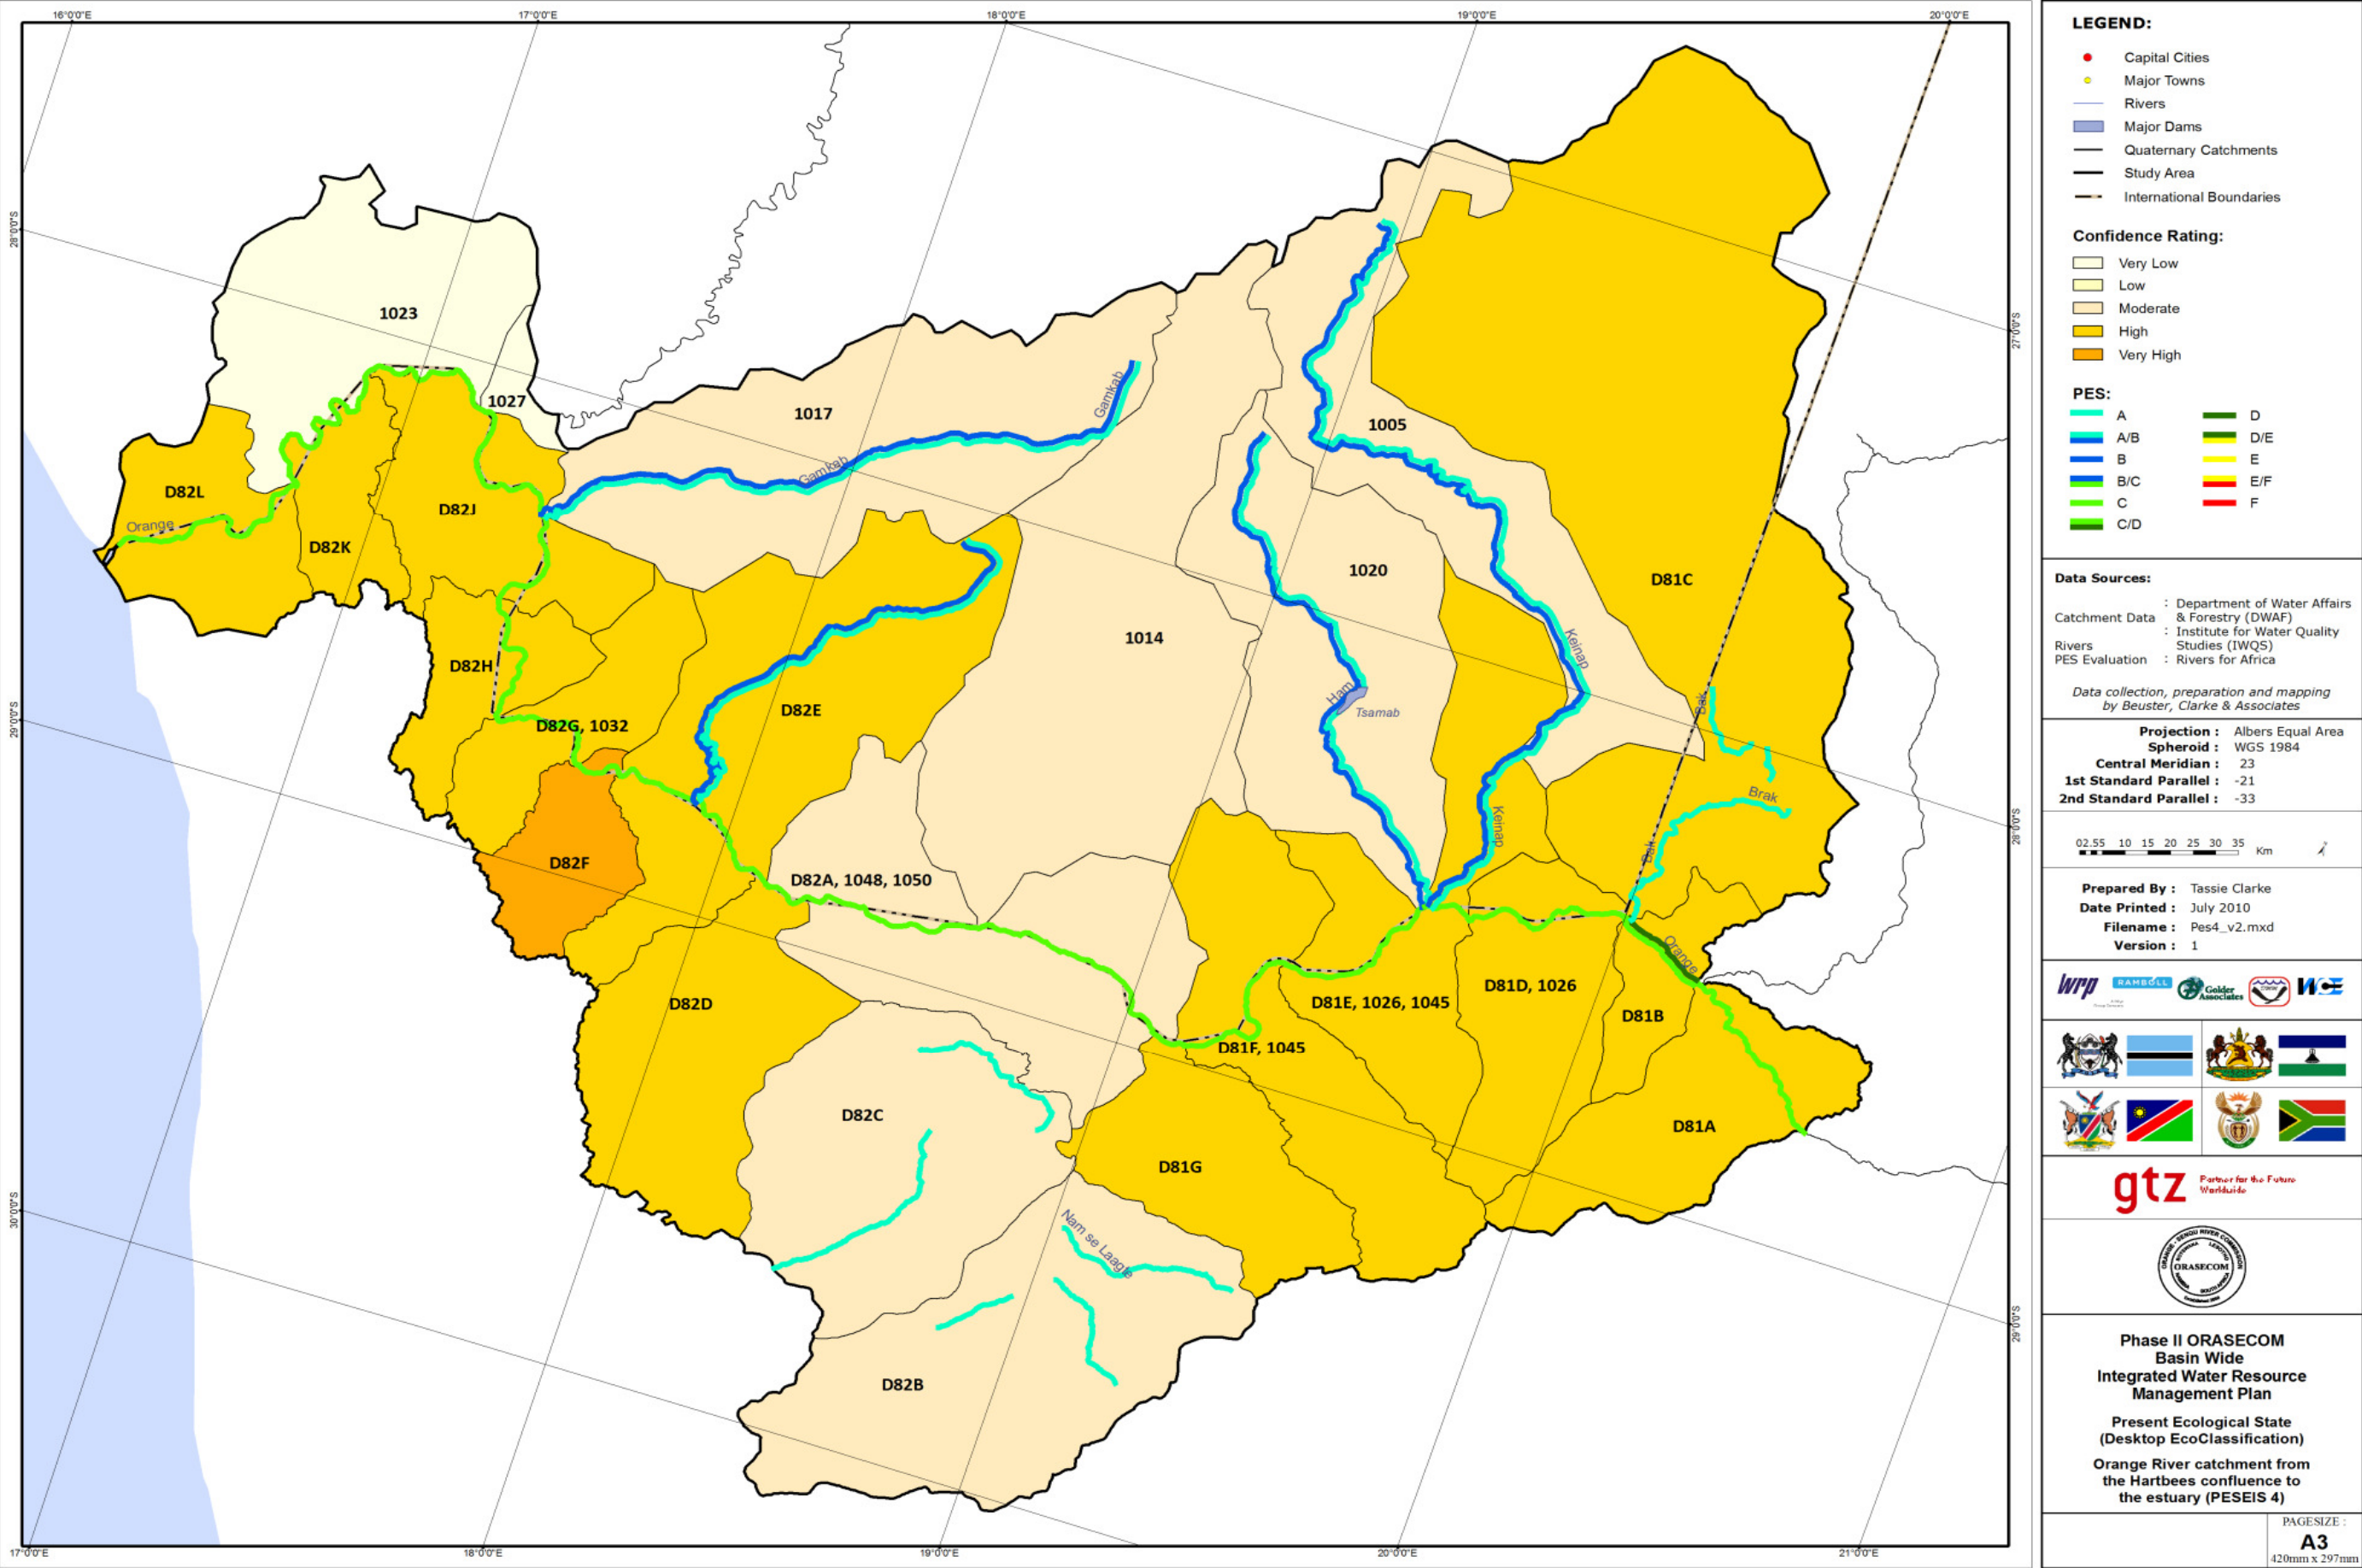 16°0'0"E
17°0'0"E
18°0'0"E
19°0'0"E
20°0'0"E
28°0'0"S
29°0'0"S
30°0'0"S
27°0'0"S
28°0'0"S
29°0'0"S
17°0'0"E
18°0'0"E
19°0'0"E
20°0'0"E
21°0'0"E
1023
1027
1017
Gamkab
Gamkab
1005
D82L
Orange
D82K
D82J
1020
D81C
1014
Keinap
D82H
D82G, 1032
D82E
Ham
Tsamab
Bak
Brak
Keinap
Bak
D82F
D82A, 1048, 1050
Orange
D82D
D81E, 1026, 1045
D81D, 1026
D81B
D81F, 1045
D82C
D81A
D81G
Nam se Laagte
D82B
LEGEND:
Capital Cities
Major Towns
Rivers
Major Dams
Quaternary Catchments
Study Area
International Boundaries
Confidence Rating:
Very Low
Low
Moderate
High
Very High
PES:
A
A/B
B
B/C
C
C/D
D
D/E
E
E/F
F
Data Sources:
Catchment Data : Department of Water Affairs
& Forestry (DWAF)
Rivers : Institute for Water Quality
Studies (IWQS)
PES Evaluation : Rivers for Africa
Data collection, preparation and mapping
by Beuster, Clarke & Associates
Projection : Albers Equal Area
Spheroid : WGS 1984
Central Meridian : 23
1st Standard Parallel : -21
2nd Standard Parallel : -33
02.55 10 15 20 25 30 35 Km
Prepared By : Tassie Clarke
Date Printed : July 2010
Filename : Pes4_v2.mxd
Version : 1
wrp
RAMBOLL
Golder
Associates
WCE
gtz Partner for the Future
Worldwide
ORANGE - SENQU RIVER COMMISSION
BOTSWANA LESOTHO
ORASECOM
NAMIBIA SOUTH AFRICA
Phase II ORASECOM
Basin Wide
Integrated Water Resource
Management Plan
Present Ecological State
(Desktop EcoClassification)
Orange River catchment from
the Hartbees confluence to
the estuary (PESEIS 4)
PAGESIZE :
A3
420mm x 297mm